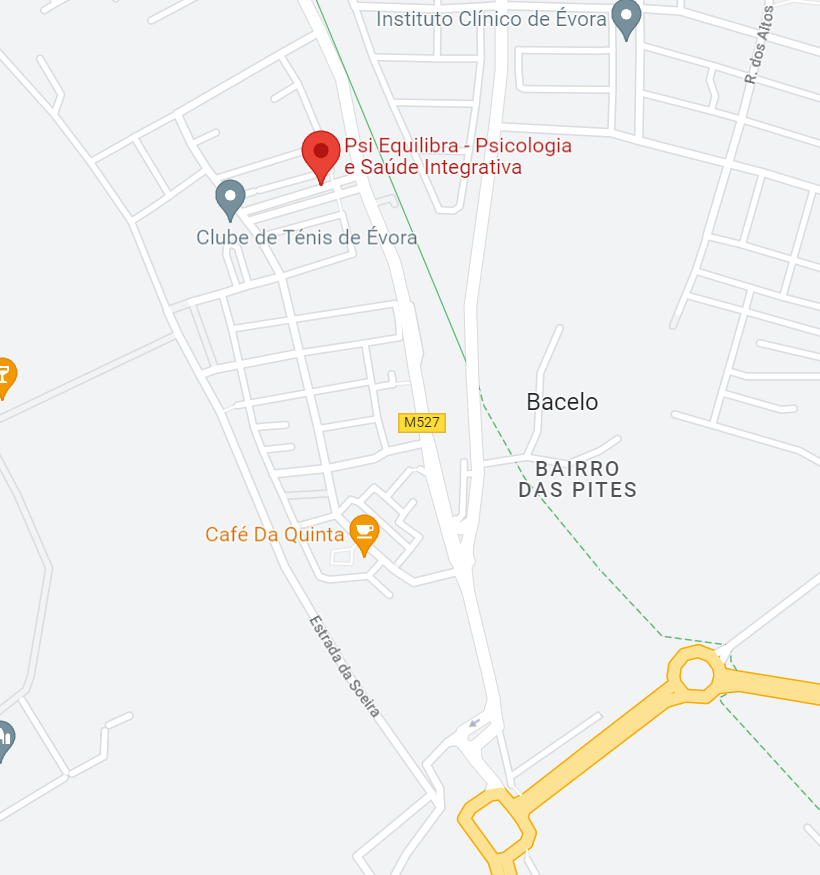 Instituto Clínico de Évora
R. dos Altos
Psi Equilibra - Psicologia
e Saúde Integrativa
Clube de Ténis de Évora
Bacelo
M527
BAIRRO
DAS PITES
Café Da Quinta
Estrada da Soeira